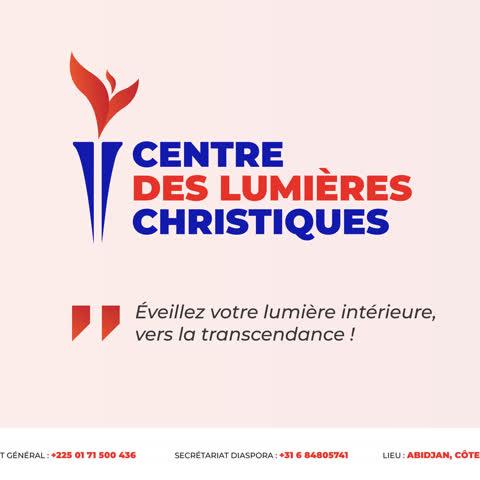 CENTRE
DES LUMIÈRES
CHRISTIQUES
Éveillez votre lumière intérieure,
vers la transcendance !
T GÉNÉRAL : +225 01 71 500 436 SECRÉTARIAT DIASPORA : +31 6 84805741 LIEU : ABIDJAN, CÔTE